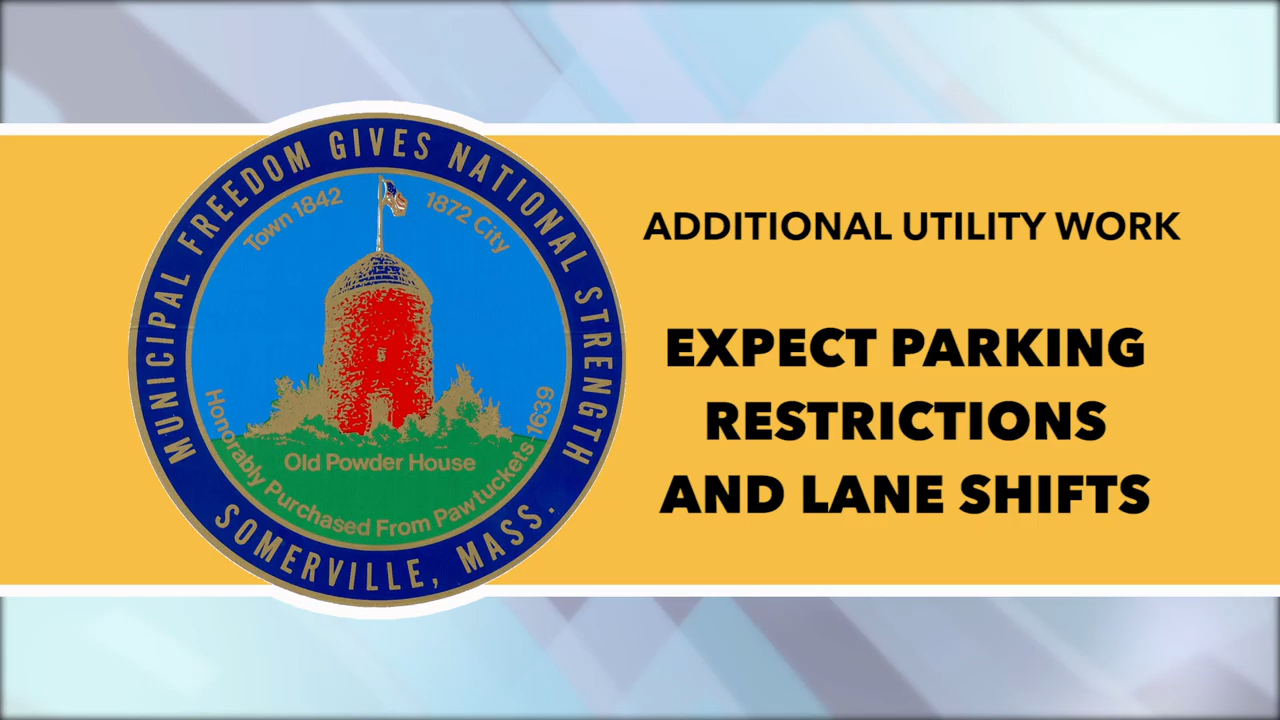 MUNICIPAL FREEDOM GIVES NATIONAL STRENGTH
Town 1842
1872 City
Old Powder House
Honorably Purchased From Pawtuckets 1639
SOMERVILLE, MASS.
ADDITIONAL UTILITY WORK
EXPECT PARKING
RESTRICTIONS
AND LANE SHIFTS